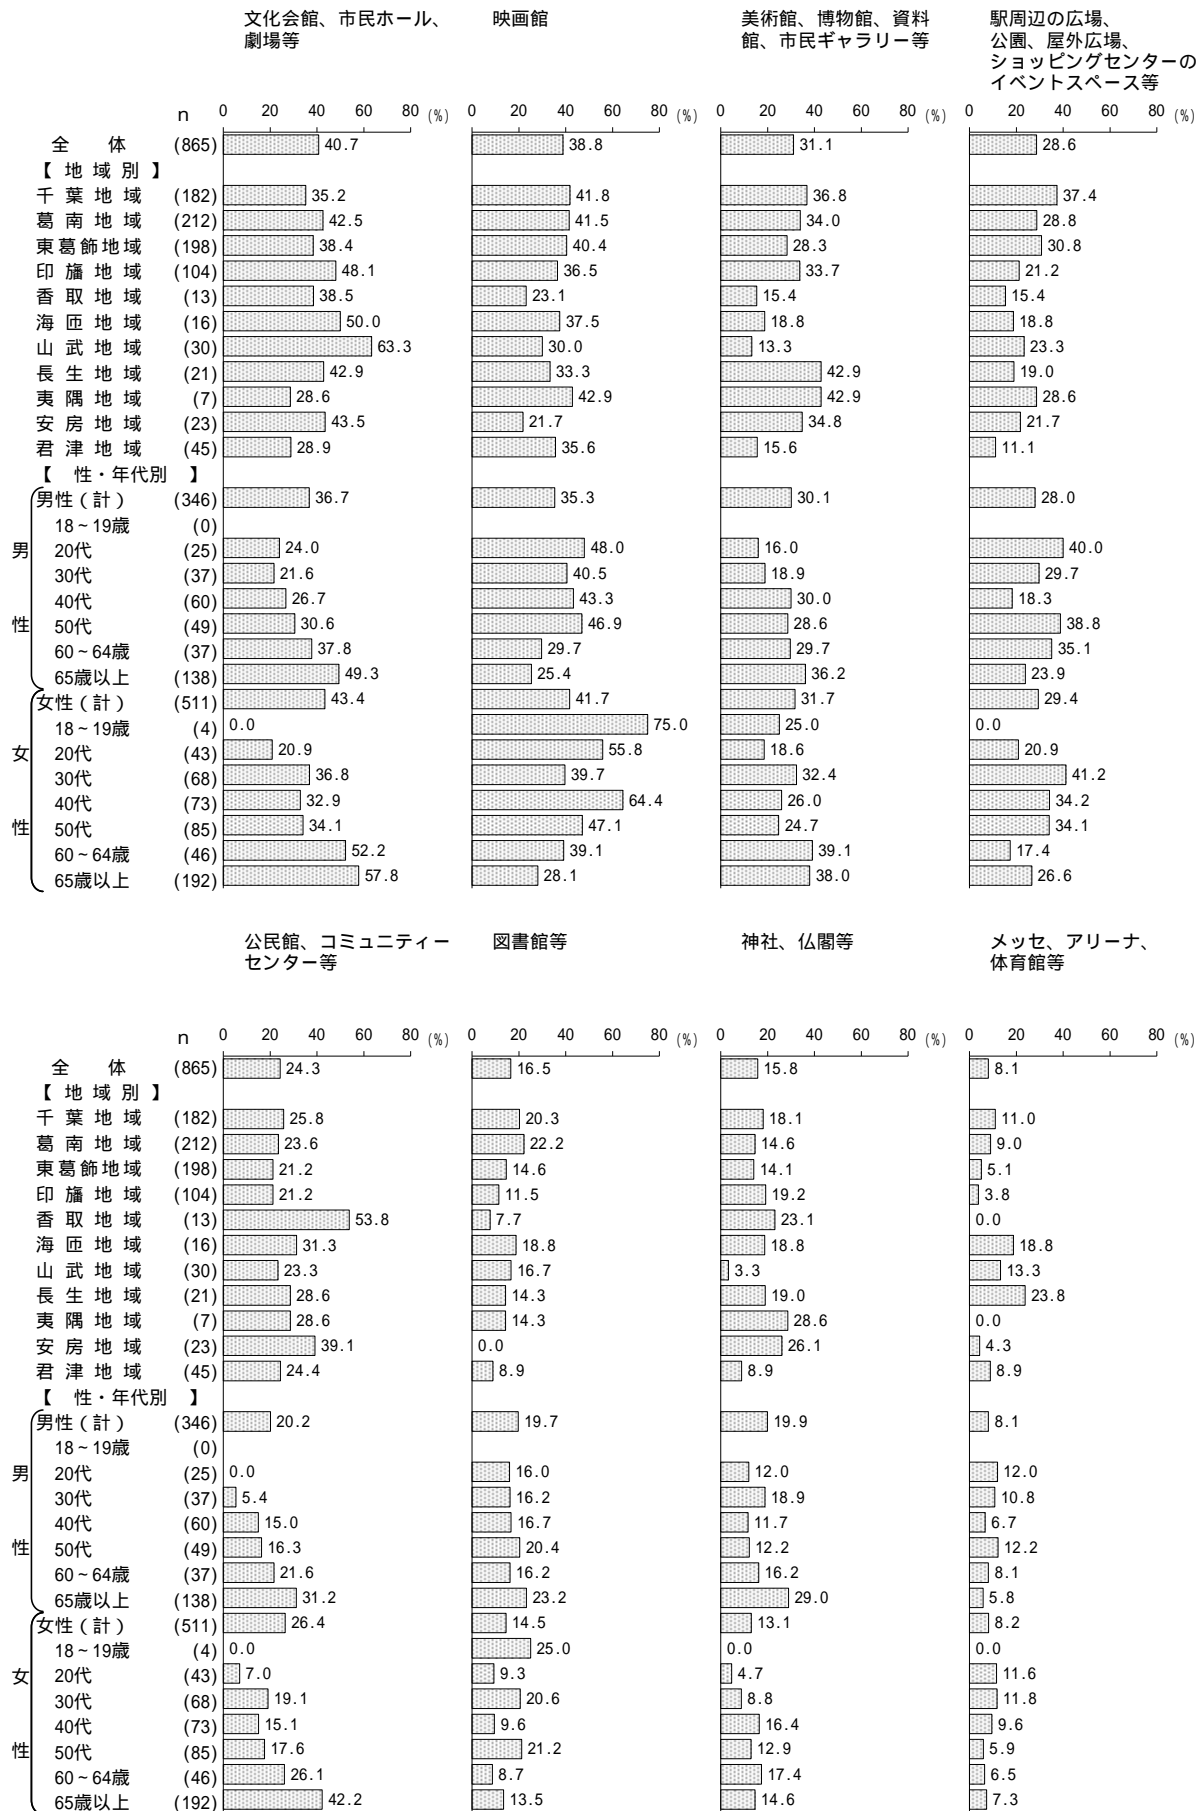 文化会館、市民ホール、 映画館 美術館、博物館、資料 駅周辺の広場、
劇場等 館、市民ギャラリー等 公園、屋外広場、
ショッピングセンターの
イベントスペース等
n 0 20 40 60 80 (%) 0 20 40 60 80 (%) 0 20 40 60 80 (%) 0 20 40 60 80 (%)
全 体 (865) 40.7 38.8 31.1 28.6
【 地 域 別 】
千 葉 地 域 (182) 35.2 41.8 36.8 37.4
葛 南 地 域 (212) 42.5 41.5 34.0 28.8
東葛飾地域 (198) 38.4 40.4 28.3 30.8
印 旛 地 域 (104) 48.1 36.5 33.7 21.2
香 取 地 域 (13) 38.5 23.1 15.4 15.4
海 匝 地 域 (16) 50.0 37.5 18.8 18.8
山 武 地 域 (30) 63.3 30.0 13.3 23.3
長 生 地 域 (21) 42.9 33.3 42.9 19.0
夷 隅 地 域 (7) 28.6 42.9 42.9 28.6
安 房 地 域 (23) 43.5 21.7 34.8 21.7
君 津 地 域 (45) 28.9 35.6 15.6 11.1
【 性・年代別 】
男性（計） (346) 36.7 35.3 30.1 28.0
18~19歳 (0)
男 20代 (25) 24.0 48.0 16.0 40.0
30代 (37) 21.6 40.5 18.9 29.7
40代 (60) 26.7 43.3 30.0 18.3
性 50代 (49) 30.6 46.9 28.6 38.8
60~64歳 (37) 37.8 29.7 29.7 35.1
65歳以上 (138) 49.3 25.4 36.2 23.9
女性（計） (511) 43.4 41.7 31.7 29.4
18~19歳 (4) 0.0 75.0 25.0 0.0
女 20代 (43) 20.9 55.8 18.6 20.9
30代 (68) 36.8 39.7 32.4 41.2
40代 (73) 32.9 64.4 26.0 34.2
性 50代 (85) 34.1 47.1 24.7 34.1
60~64歳 (46) 52.2 39.1 39.1 17.4
65歳以上 (192) 57.8 28.1 38.0 26.6
公民館、コミュニティー 図書館等 神社、仏閣等 メッセ、アリーナ、
センター等 体育館等
n 0 20 40 60 80 (%) 0 20 40 60 80 (%) 0 20 40 60 80 (%) 0 20 40 60 80 (%)
全 体 (865) 24.3 16.5 15.8 8.1
【 地 域 別 】
千 葉 地 域 (182) 25.8 20.3 18.1 11.0
葛 南 地 域 (212) 23.6 22.2 14.6 9.0
東葛飾地域 (198) 21.2 14.6 14.1 5.1
印 旛 地 域 (104) 21.2 11.5 19.2 3.8
香 取 地 域 (13) 53.8 7.7 23.1 0.0
海 匝 地 域 (16) 31.3 18.8 18.8 18.8
山 武 地 域 (30) 23.3 16.7 3.3 13.3
長 生 地 域 (21) 28.6 14.3 19.0 23.8
夷 隅 地 域 (7) 28.6 14.3 28.6 0.0
安 房 地 域 (23) 39.1 0.0 26.1 4.3
君 津 地 域 (45) 24.4 8.9 8.9 8.9
【 性・年代別 】
男性（計） (346) 20.2 19.7 19.9 8.1
18~19歳 (0)
男 20代 (25) 0.0 16.0 12.0 12.0
30代 (37) 5.4 16.2 18.9 10.8
40代 (60) 15.0 16.7 11.7 6.7
性 50代 (49) 16.3 20.4 12.2 12.2
60~64歳 (37) 21.6 16.2 16.2 8.1
65歳以上 (138) 31.2 23.2 29.0 5.8
女性（計） (511) 26.4 14.5 13.1 8.2
18~19歳 (4) 0.0 25.0 0.0 0.0
女 20代 (43) 7.0 9.3 4.7 11.6
30代 (68) 19.1 20.6 8.8 11.8
40代 (73) 15.1 9.6 16.4 9.6
性 50代 (85) 17.6 21.2 12.9 5.9
60~64歳 (46) 26.1 8.7 17.4 6.5
65歳以上 (192) 42.2 13.5 14.6 7.3